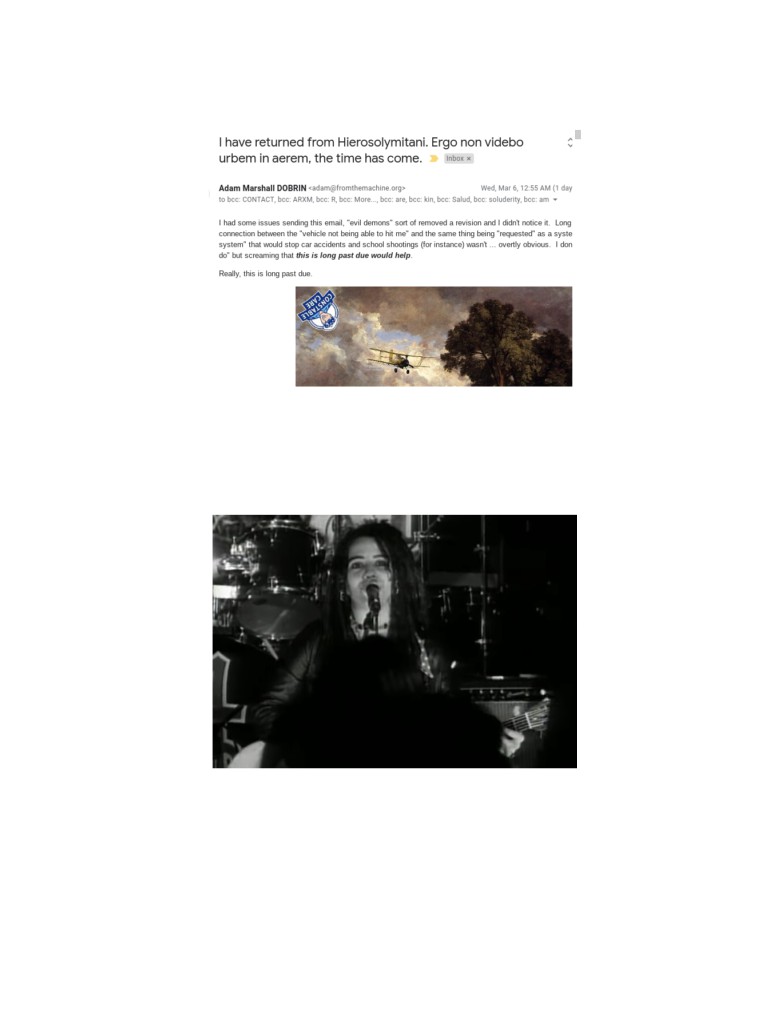 I have returned from Hierosolymitani. Ergo non videbo
urbem in aerem, the time has come.
Inbox ×
Adam Marshall DOBRIN <adam@fromthemachine.org>
Wed, Mar 6, 12:55 AM (1 day
to bcc: CONTACT, bcc: ARXM, bcc: R, bcc: More..., bcc: are, bcc: kin, bcc: Salud, bcc: soluderity, bcc: am
I had some issues sending this email, "evil demons" sort of removed a revision and I didn't notice it.  Long
connection between the "vehicle not being able to hit me" and the same thing being "requested" as a syste
system" that would stop car accidents and school shootings (for instance) wasn't ... overtly obvious.  I don
do" but screaming that this is long past due would help.
Really, this is long past due.
CONSTABLE
CARE